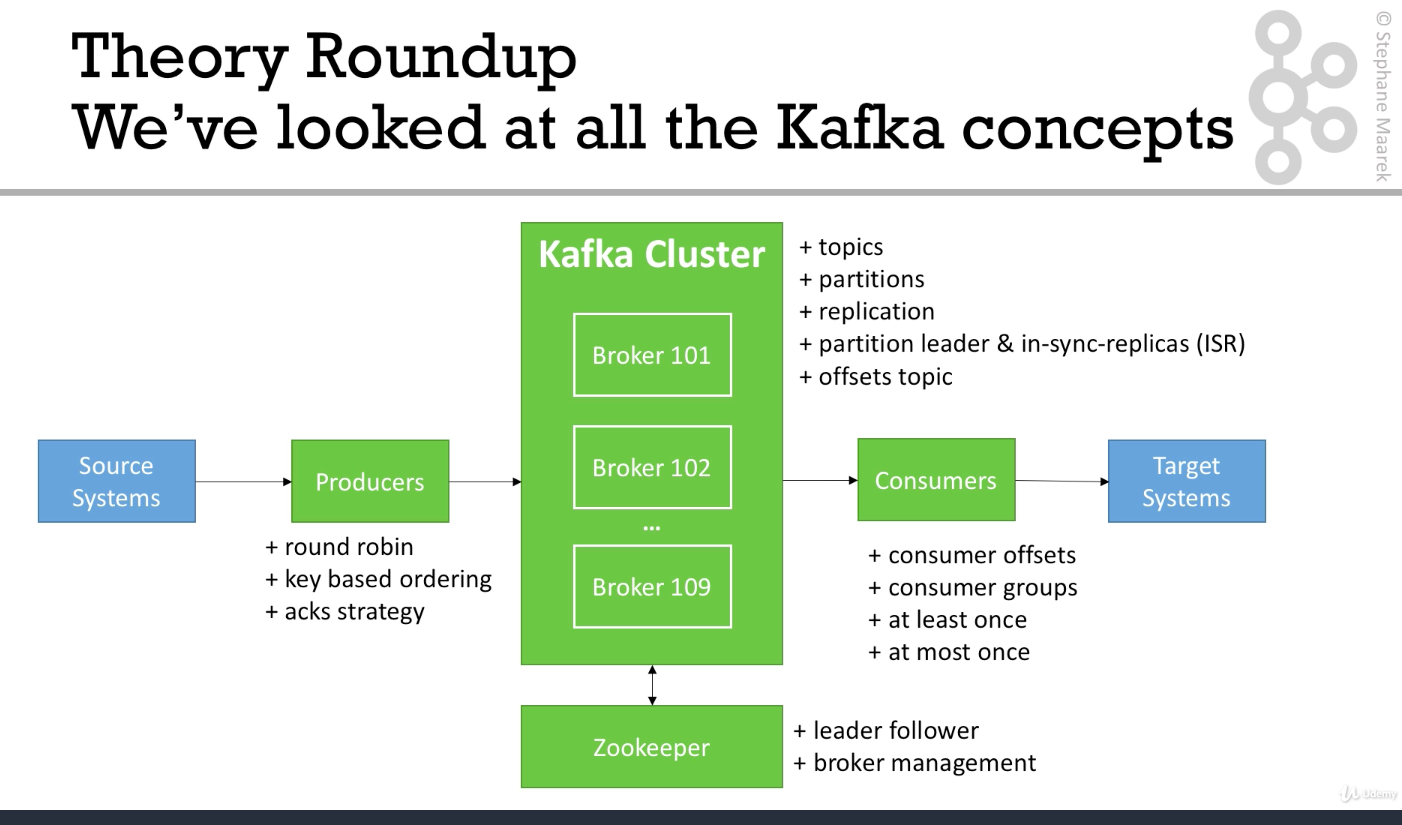 Theory Roundup
We've looked at all the Kafka concepts
© Stephane Maarek
Kafka Cluster
Broker 101
Broker 102
...
Broker 109
+ topics
+ partitions
+ replication
+ partition leader & in-sync-replicas (ISR)
+ offsets topic
Source
Systems
Producers
+ round robin
+ key based ordering
+ acks strategy
Consumers
+ consumer offsets
+ consumer groups
+ at least once
+ at most once
Target
Systems
Zookeeper
+ leader follower
+ broker management
Udemy